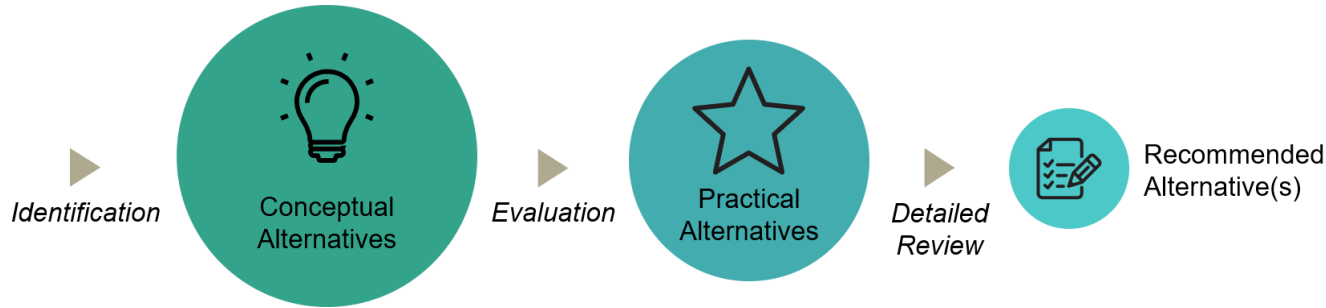 Identification
Conceptual
Alternatives
Evaluation
Practical
Alternatives
Detailed
Review
Recommended
Alternative(s)